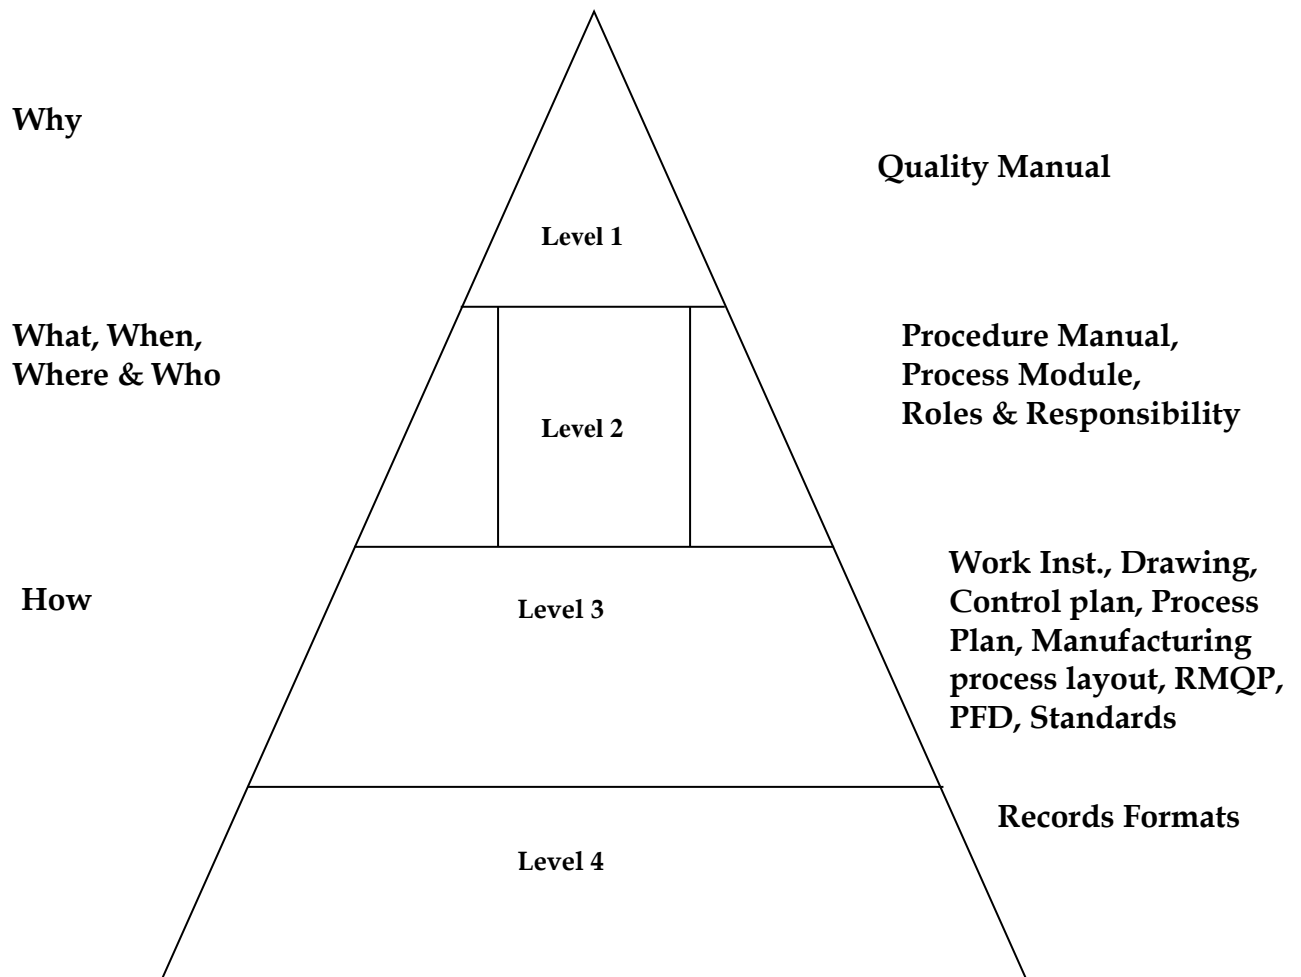 Why
Quality Manual
Level 1
What, When,
Where & Who
Procedure Manual,
Process Module,
Roles & Responsibility
Level 2
How
Level 3
Work Inst., Drawing,
Control plan, Process
Plan, Manufacturing
process layout, RMQP,
PFD, Standards
Records Formats
Level 4